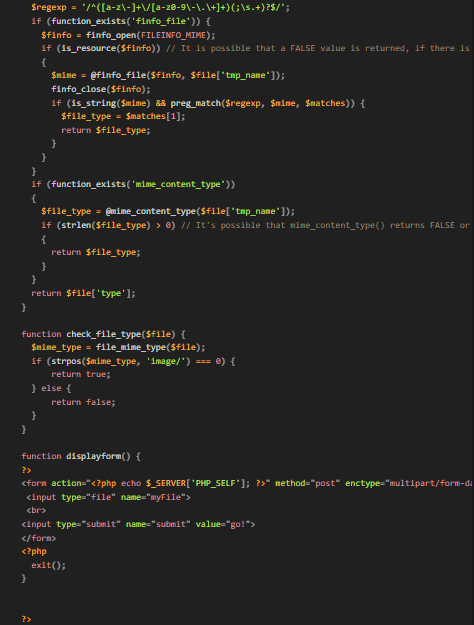 $regexp = '/^([a-z\-]+\/[a-z0-9\-\.\+]+)(;\s.+)?$/';
if (function_exists('finfo_file')) {
$finfo = finfo_open(FILEINFO_MIME);
if (is_resource($finfo)) // It is possible that a FALSE value is returned, if there is
{
$mime = @finfo_file($finfo, $file['tmp_name']);
finfo_close($finfo);
if (is_string($mime) && preg_match($regexp, $mime, $matches)) {
$file_type = $matches[1];
return $file_type;
}
}
}
if (function_exists('mime_content_type'))
{
$file_type = @mime_content_type($file['tmp_name']);
if (strlen($file_type) > 0) // It's possible that mime_content_type() returns FALSE or
{
return $file_type;
}
}
return $file['type'];
}
function check_file_type($file) {
$mime_type = file_mime_type($file);
if (strpos($mime_type, 'image/') === 0) {
return true;
} else {
return false;
}
}
function displayform() {
?>
<form action="<?php echo $_SERVER['PHP_SELF']; ?>" method="post" enctype="multipart/form-da
<input type="file" name="myFile">
<br>
<input type="submit" name="submit" value="go!">
</form>
<?php
exit();
}
?>